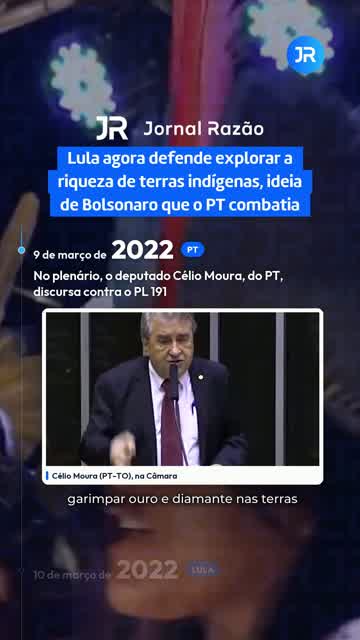 JR
JR Jornal Razão
Lula agora defende explorar a
riqueza de terras indígenas, ideia
de Bolsonaro que o PT combatia
9 de março de 2022 PT
No plenário, o deputado Célio Moura, do PT,
discursa contra o PL 191
Célio Moura (PT-TO), na Câmara
garimpar ouro e diamante nas terras
10 de março de 2022 LULA